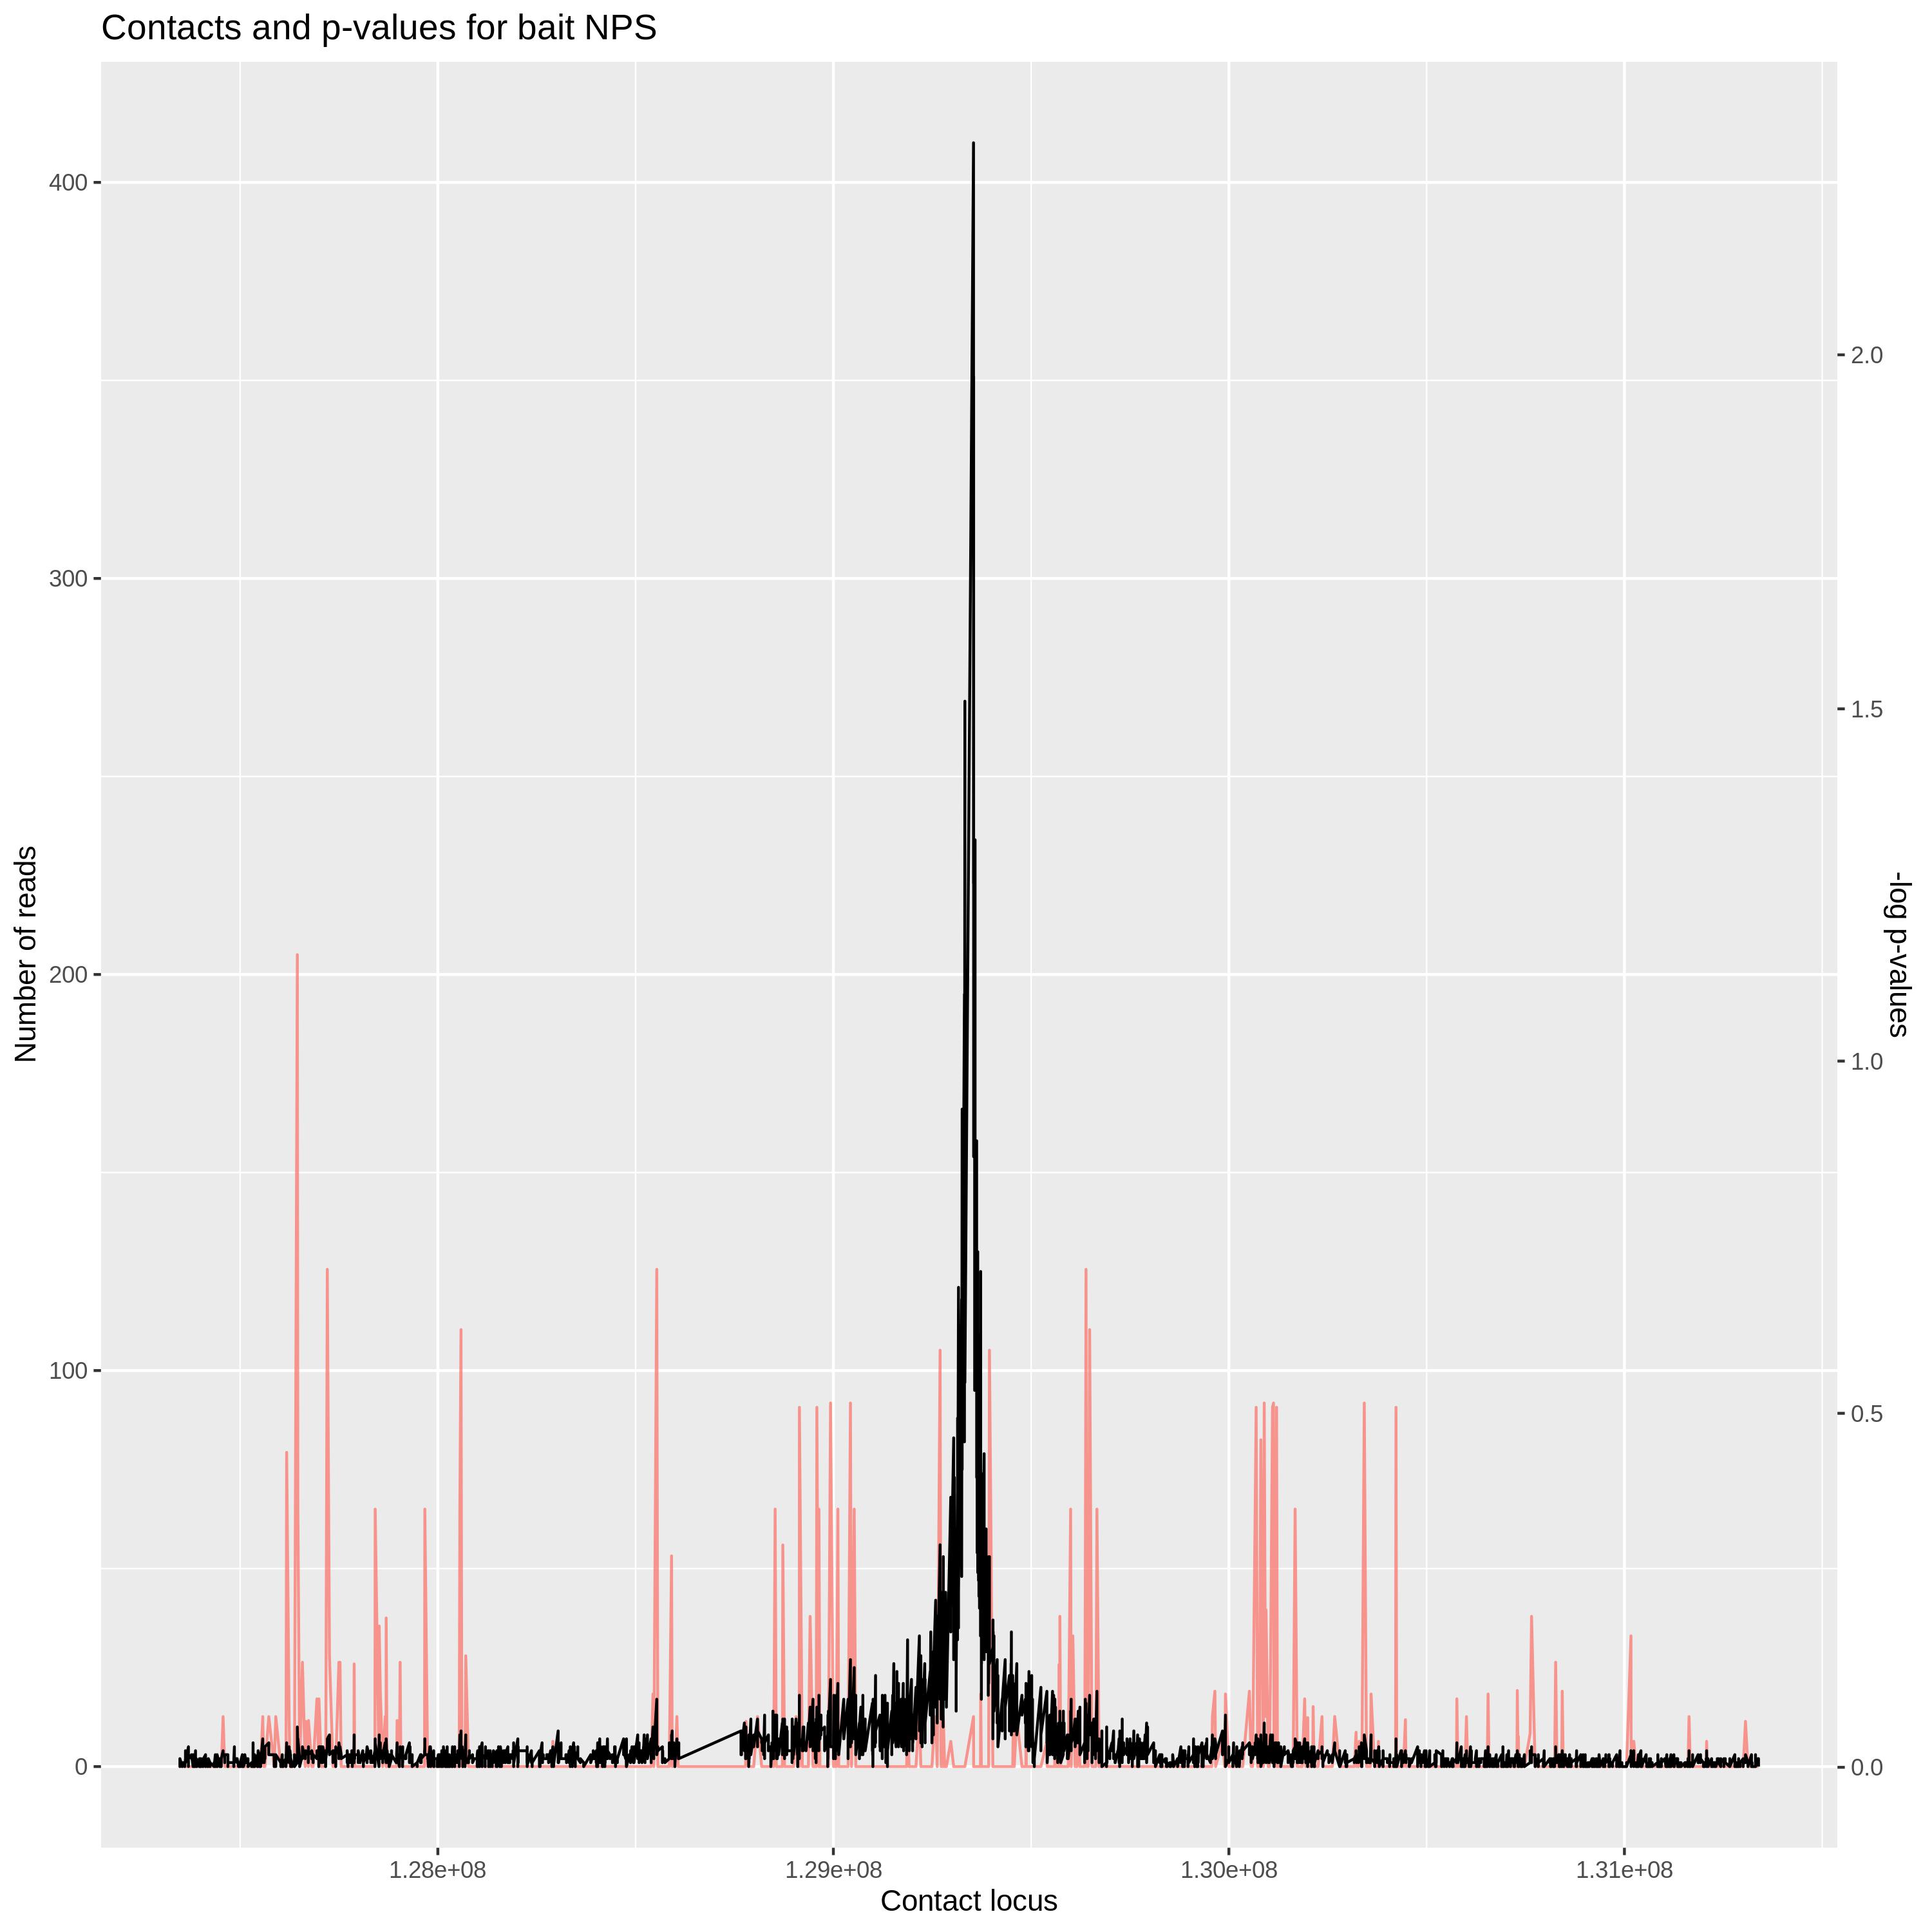 Contacts and p-values for bait NPS
Number of reads
400
300
200
100
0
2.0
1.5
1.0
0.5
0.0
-log p-values
1.28e+08
1.29e+08
1.30e+08
1.31e+08
Contact locus